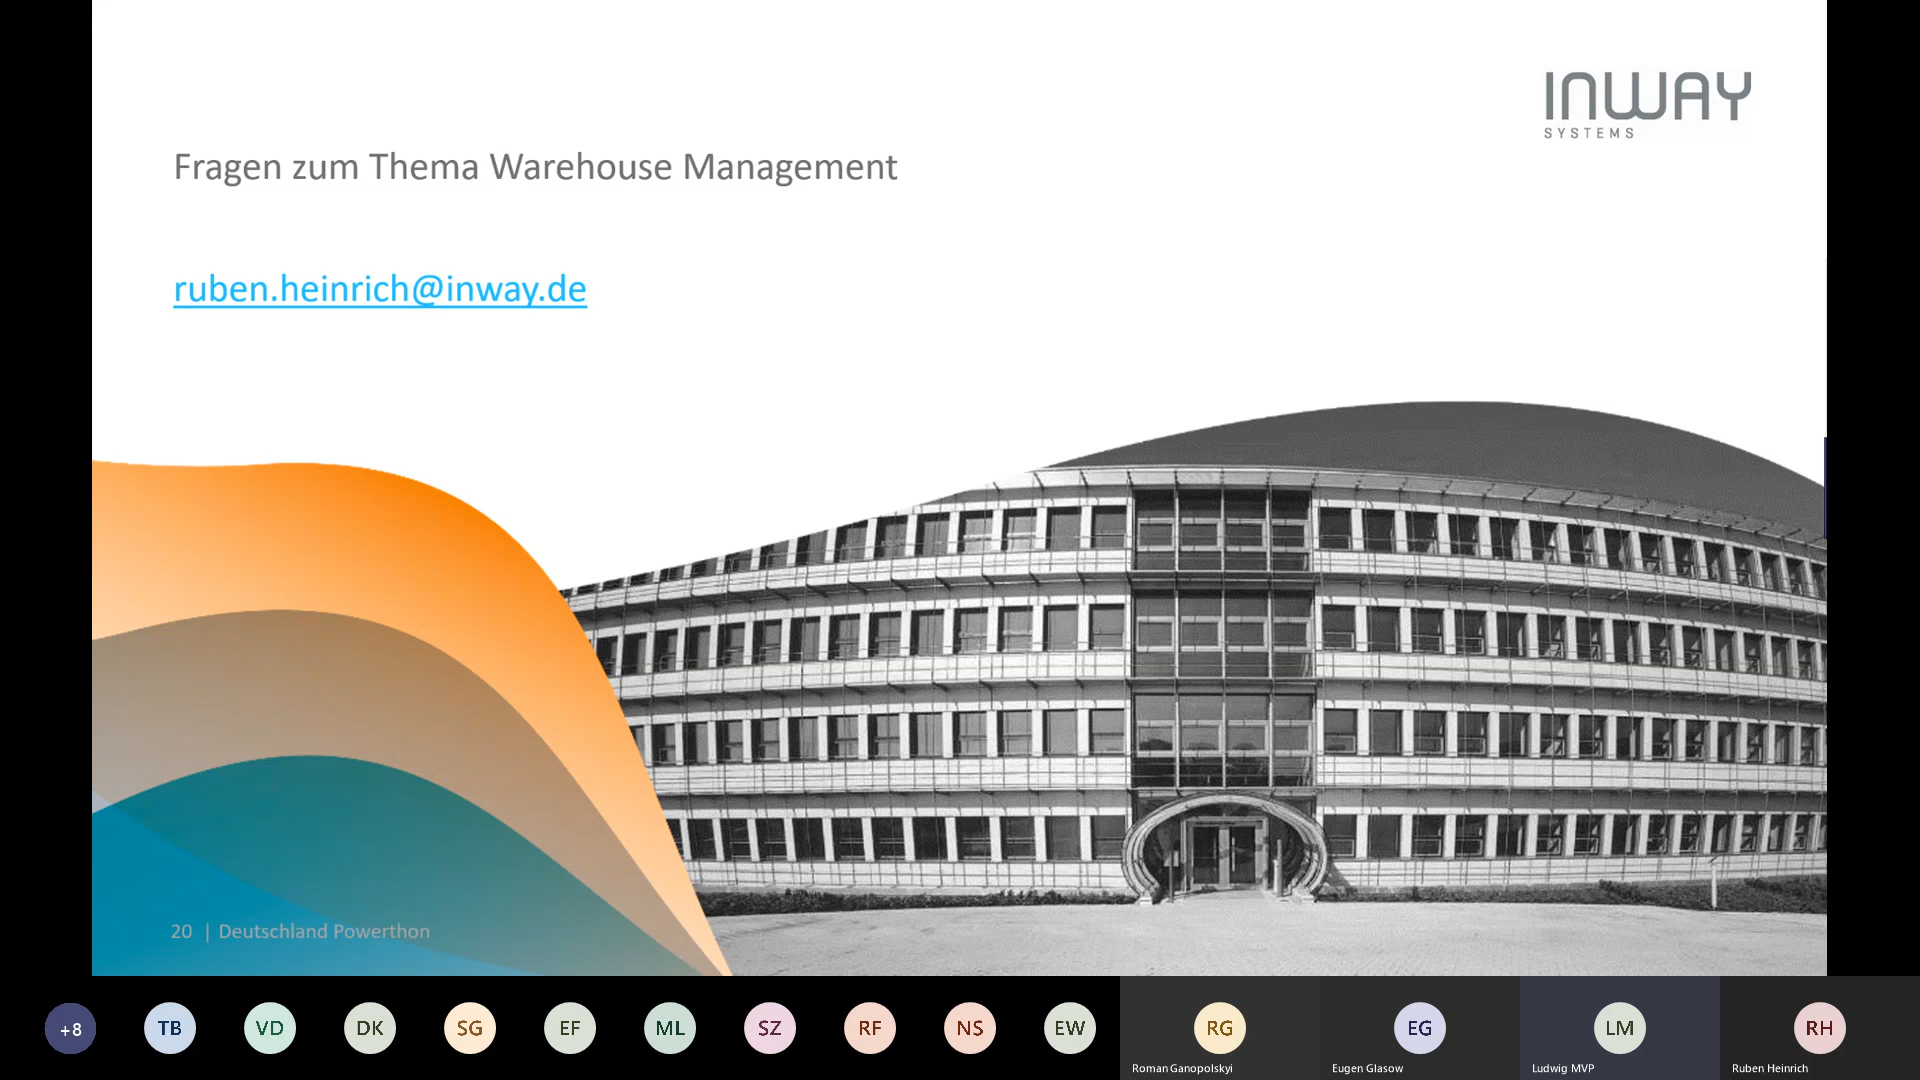 INWAY
SYSTEMS
Fragen zum Thema Warehouse Management
ruben.heinrich@inway.de
20 | Deutschland Powerthon
+8
TB
VD
DK
SG
EF
ML
SZ
RF
NS
EW
RG
EG
LM
RH
Roman Ganopolskyi
Eugen Glasow
Ludwig MVP
Ruben Heinrich